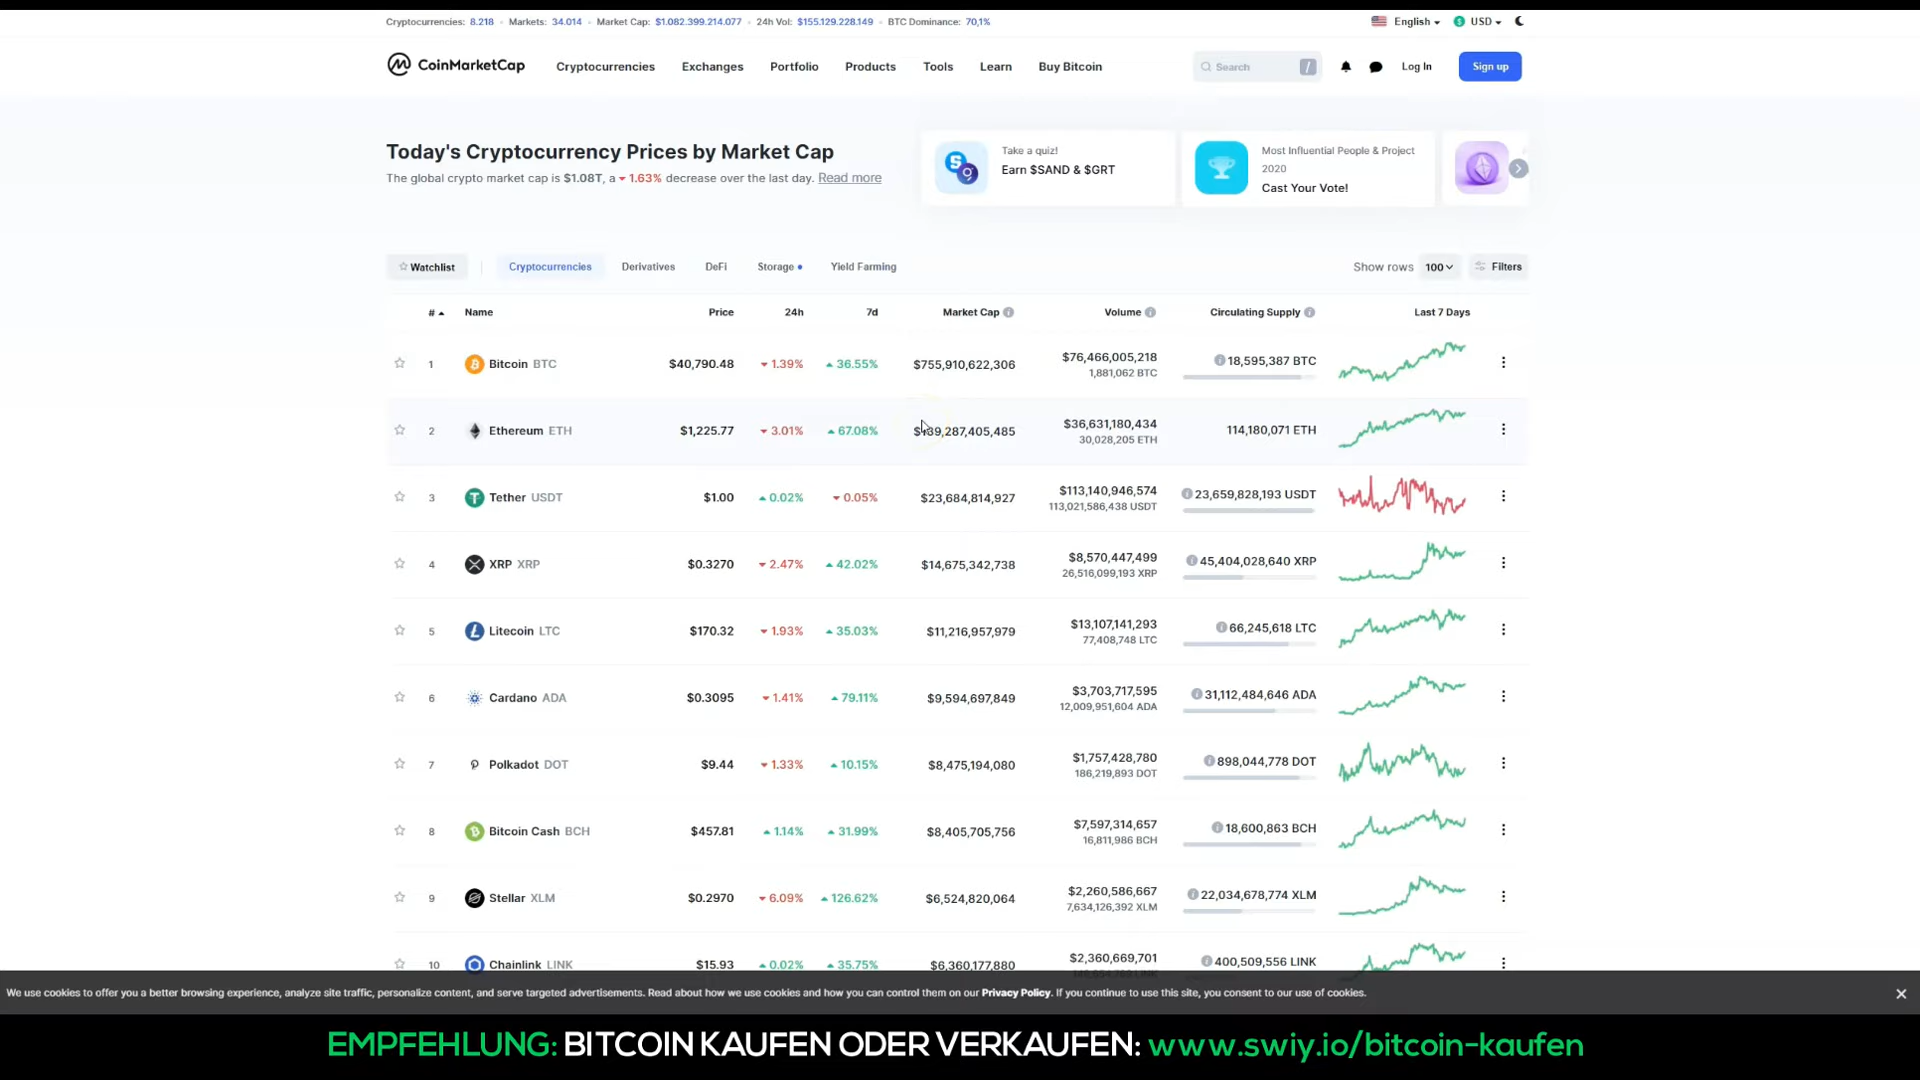 Cryptocurrencies: 8.218 • Markets: 34.014 • Market Cap: $1.082.399.214.077 • 24h Vol: $155.129.228.149 • BTC Dominance: 70,1% English USD
CoinMarketCap Cryptocurrencies Exchanges Portfolio Products Tools Learn Buy Bitcoin Search / Log In Sign up
Today's Cryptocurrency Prices by Market Cap
The global crypto market cap is $1.08T, a 1.63% decrease over the last day. Read more
Take a quiz!
Earn $SAND & $GRT
Most Influential People & Project
2020
Cast Your Vote!
Watchlist Cryptocurrencies Derivatives DeFi Storage Yield Farming Show rows 100 Filters
# Name Price 24h 7d Market Cap Volume Circulating Supply Last 7 Days
1 Bitcoin BTC $40,790.48 1.39% 36.55% $755,910,622,306 $76,466,005,218 18,595,387 BTC
1,881,062 BTC
2 Ethereum ETH $1,225.77 3.01% 67.08% $139,287,405,485 $36,631,180,434 114,180,071 ETH
30,028,205 ETH
3 Tether USDT $1.00 0.02% 0.05% $23,684,814,927 $113,140,946,574 23,659,828,193 USDT
113,021,586,438 USDT
4 XRP XRP $0.3270 2.47% 42.02% $14,675,342,738 $8,570,447,499 45,404,028,640 XRP
26,516,099,193 XRP
5 Litecoin LTC $170.32 1.93% 35.03% $11,216,957,979 $13,107,141,293 66,245,618 LTC
77,408,748 LTC
6 Cardano ADA $0.3095 1.41% 79.11% $9,594,697,849 $3,703,717,595 31,112,484,646 ADA
12,009,951,604 ADA
7 Polkadot DOT $9.44 1.33% 10.15% $8,475,194,080 $1,757,428,780 898,044,778 DOT
186,219,893 DOT
8 Bitcoin Cash BCH $457.81 1.14% 31.99% $8,405,705,756 $7,597,314,657 18,600,863 BCH
16,811,986 BCH
9 Stellar XLM $0.2970 6.09% 126.62% $6,524,820,064 $2,260,586,667 22,034,678,774 XLM
7,634,126,392 XLM
10 Chainlink LINK $15.93 0.02% 35.75% $6,360,177,880 $2,360,669,701 400,509,556 LINK
We use cookies to offer you a better browsing experience, analyze site traffic, personalize content, and serve targeted advertisements. Read about how we use cookies and how you can control them on our Privacy Policy. If you continue to use this site, you consent to our use of cookies.
EMPFEHLUNG: BITCOIN KAUFEN ODER VERKAUFEN: www.swiy.io/bitcoin-kaufen